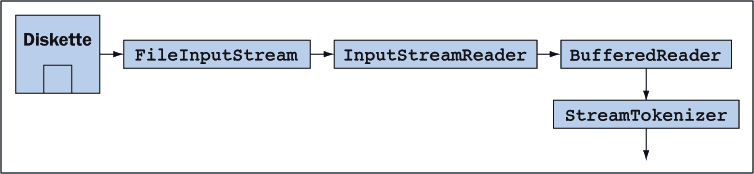 Diskette
FileInputStream
InputStreamReader
BufferedReader
StreamTokenizer